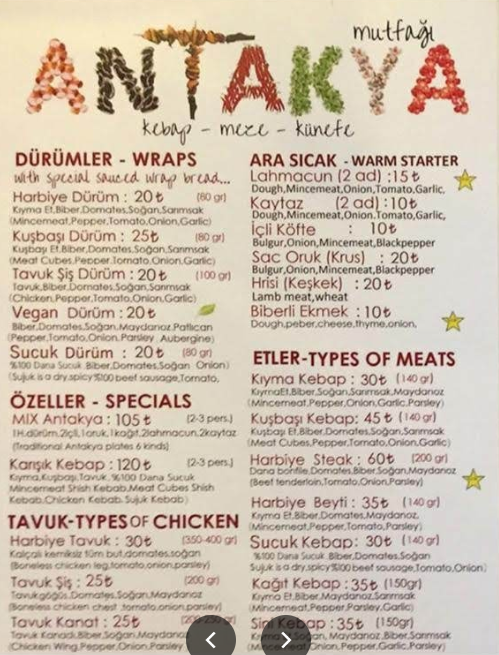 mutfağı
ANTAKYA
kebap - meze - künefe
DÜRÜMLER - WRAPS
with special sauced wrap bread...
Harbiye Dürüm : 20₺ (80 gr)
Kıyma Et,Biber,Domates,Soğan,Sarımsak
(Mincemeat,Pepper,Tomato,Onion,Garlic)
Kuşbaşı Dürüm : 25₺ (80 gr)
Kuşbaşı Et,Biber,Domates,Soğan,Sarımsak
(Meat Cubes,Pepper,Tomato,Onion,Garlic)
Tavuk Şiş Dürüm : 20₺ (100 gr)
Tavuk,Biber,Domates,Soğan,Sarımsak
(Chicken,Pepper,Tomato,Onion,Garlic)
Vegan Dürüm : 20₺
Biber,Domates,Soğan,Maydanoz,Patlıcan
(Pepper,Tomato,Onion,Parsley Aubergine)
Sucuk Dürüm : 20₺ (80 gr)
%100 Dana Sucuk Biber,Domates,Soğan Onion)
(Sujuk is a dry,spicy %100 beef sausage,Tomato,
ÖZELLER - SPECIALS
MIX Antakya : 105₺ (2-3 pers.)
1H.dürüm,2içli,1oruk,1kağıt,2lahmacun,2kaytaz
(Traditional Antakya plates 6 kinds)
Karışık Kebap : 120₺ (2-3 pers.)
Kıyma,Kuşbaşı,Tavuk, %100 Dana Sucuk
Mincemeat Shish Kebab,Meat Cubes Shish
Kebab,Chicken Kebab, Sujuk Kebab)
TAVUK-TYPES OF CHICKEN
Harbiye Tavuk : 30₺ (350-400 gr)
Kalçalı kemiksiz tüm but,domates,soğan
(Boneless chicken leg,tomato,onion,parsley)
Tavuk Şiş : 25₺ (200 gr)
Tavukgöğüs,Domates,Soğan,Maydanoz
(Boneless chicken chest ,tomato,onion,parsley)
Tavuk Kanat : 25₺ (200-250 gr)
Tavuk Kanadı,Biber,Soğan,Maydanoz
(Chicken Wing,Pepper,Onion,Parsley
ARA SICAK - WARM STARTER
Lahmacun (2 ad) :15₺
Dough,Mincemeat,Onion,Tomato,Garlic,
Kaytaz (2 ad) :10₺
Dough,Mincemeat,Onion,Tomato,Garlic.
İçli Köfte : 10₺
Bulgur,Onion,Mincemeat,Blackpepper
Sac Oruk (Krus) : 20₺
Bulgur,Onion,Mincemeat,Blackpepper
Hrisi (Keşkek) : 20₺
Lamb meat,wheat
Biberli Ekmek : 10₺
Dough,peber,cheese,thyme,onion,
ETLER-TYPES OF MEATS
Kıyma Kebap : 30₺ (140 gr)
KıymaEt,Biber,Soğan,Sarımsak,Maydanoz
(Mincemeat,Pepper,Onion,Garlic,Parsley)
Kuşbaşı Kebap: 45₺ (140 gr)
Kuşbaşı Et,Biber,Domates,Soğan,Sarımsak
(Meat Cubes,Pepper,Tomato,Onion,Garlic)
Harbiye Steak : 60₺ (200 gr)
Dana bonfile,Domates,Biber,Soğan,Maydanoz
(Beef tenderloin,Tomato,Onion,Parsley)
Harbiye Beyti : 35₺ (140 gr)
Kıyma Et,Biber,Domates,Maydanoz,
(Mincemeat,Pepper,Tomato,Parsley)
Sucuk Kebap: 30₺ (140 gr)
%100 Dana Sucuk ,Biber,Domates,Soğan
Sujuk is a dry,spicy %100 beef sausage,Tomato,Onion)
Kağıt Kebap : 35₺ (150gr)
Kıyma Et,Biber,Sarımsak,Maydanoz
(Mincemeat,Pepper,Parsley,Garlic)
Sini Kebap : 35₺ (150gr)
Soğan, Maydanoz,Biber,Sarımsak
(Mincemeat,Pepper,Onion,Tomato,Parsley,Garlic)